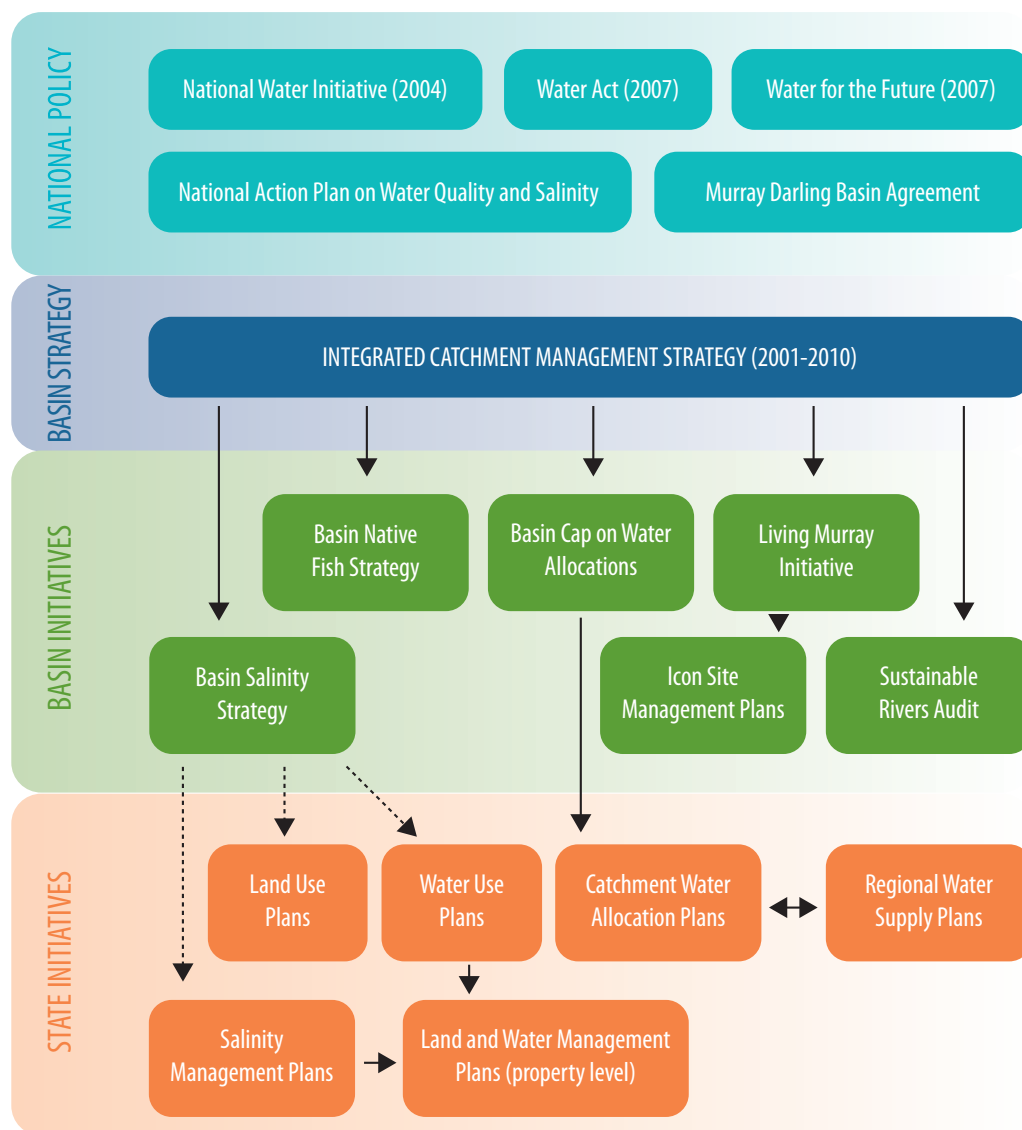 NATIONAL POLICY
National Water Initiative (2004)
Water Act (2007)
Water for the Future (2007)
National Action Plan on Water Quality and Salinity
Murray Darling Basin Agreement
BASIN STRATEGY
INTEGRATED CATCHMENT MANAGEMENT STRATEGY (2001-2010)
BASIN INITIATIVES
Basin Native
Fish Strategy
Basin Cap on Water
Allocations
Living Murray
Initiative
Basin Salinity
Strategy
Icon Site
Management Plans
Sustainable
Rivers Audit
STATE INITIATIVES
Land Use
Plans
Water Use
Plans
Catchment Water
Allocation Plans
Regional Water
Supply Plans
Salinity
Management Plans
Land and Water Management
Plans (property level)